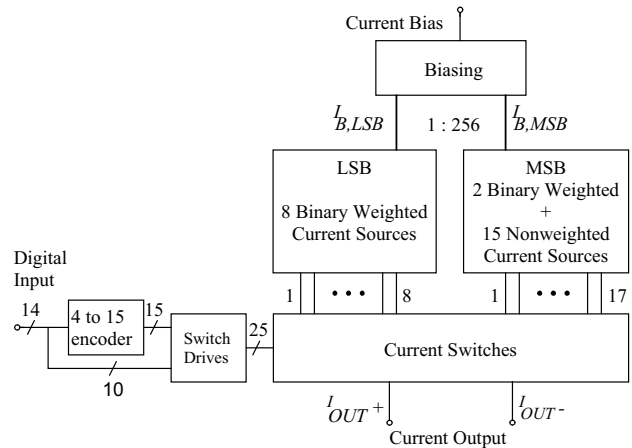 Current Bias
Biasing
I B,LSB
1 : 256
I B,MSB
LSB
8 Binary Weighted
Current Sources
MSB
2 Binary Weighted
+
15 Nonweighted
Current Sources
1 ••• 8
1 ••• 17
Digital
Input
14
4 to 15
encoder
15
10
Switch
Drives
25
Current Switches
I OUT +
I OUT -
Current Output